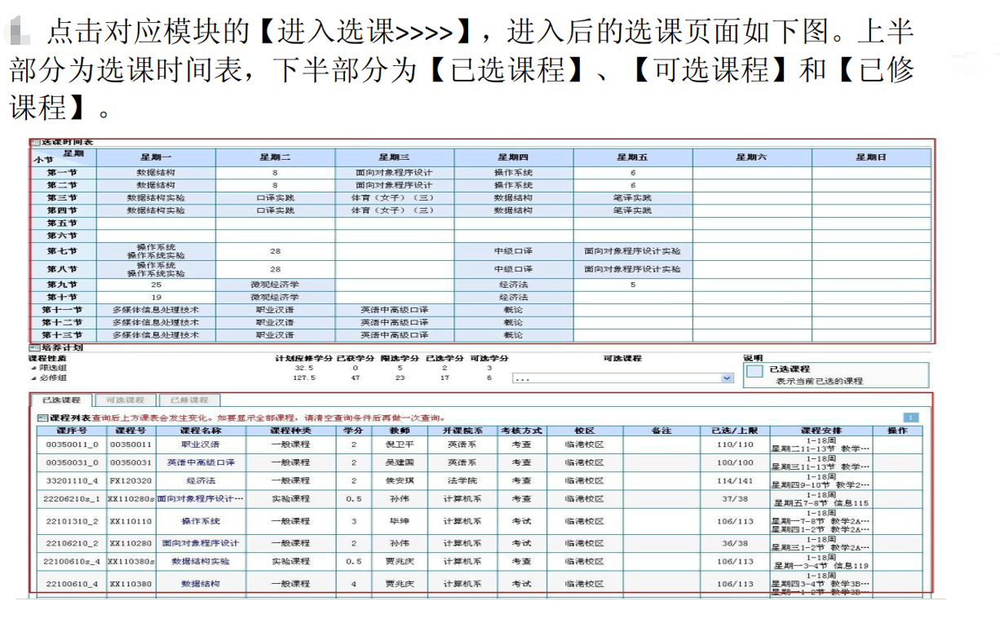 点击对应模块的【进入选课>>>>】，进入后的选课页面如下图。上半
部分为选课时间表，下半部分为【已选课程】、【可选课程】和【已修
课程】。
选课时间表
星期 小节 星期一 星期二 星期三 星期四 星期五 星期六 星期日
第一节 数据结构 8 面向对象程序设计 操作系统 6
第二节 数据结构 8 面向对象程序设计 操作系统 6
第三节 数据结构实验 口译实践 体育（女子）（三） 数据结构 笔译实践
第四节 数据结构实验 口译实践 体育（女子）（三） 数据结构 笔译实践
第五节
第六节
第七节 操作系统 操作系统实验 28 中级口译 面向对象程序设计实验
第八节 操作系统 操作系统实验 28 中级口译 面向对象程序设计实验
第九节 25 微观经济学 经济法 5
第十节 19 微观经济学 经济法
第十一节 多媒体信息处理技术 职业汉语 英语中高级口译 概论
第十二节 多媒体信息处理技术 职业汉语 英语中高级口译 概论
第十三节 多媒体信息处理技术 职业汉语 英语中高级口译 概论
培养计划
课程性质 计划应修学分 已获学分 限选学分 已选学分 可选学分 可选课程 说明
限选组 32.5 0 5 2 3 已选课程
必修组 127.5 47 23 17 6 ... 表示当前已选的课程
已选课程 可选课程 已修课程
课程列表查询后上方课表会发生变化。如要显示全部课程，请清空查询条件后再做一次查询。 1
课序号 课程号 课程名称 课程种类 学分 教师 开课院系 考核方式 校区 备注 已选/上限 课程安排 操作
00350011_0 00350011 职业汉语 一般课程 2 倪卫平 英语系 考查 临港校区 110/110 1-18周 星期二11-13节 教学…
00350031_0 00350031 英语中高级口译 一般课程 2 吴建国 英语系 考查 临港校区 100/100 1-18周 星期三11-13节 教学…
33201110_4 FX120320 经济法 一般课程 2 侯安琪 法学院 考查 临港校区 114/141 1-18周 星期四9-10节 教学2…
22206210s_1 XX110280s 面向对象程序设计… 实验课程 0.5 孙伟 计算机系 考查 临港校区 37/38 1-18周 星期五7-8节 信息115
22101310_2 XX110110 操作系统 一般课程 3 毕坤 计算机系 考试 临港校区 106/113 1-18周 星期一7-8节 教学2A… 星期四1-2节 教学2A…
22106210_2 XX110280 面向对象程序设计 一般课程 2 孙伟 计算机系 考试 临港校区 36/38 1-18周 星期三1-2节 教学2A…
22100610s_4 XX110380s 数据结构实验 实验课程 0.5 贾兆庆 计算机系 考查 临港校区 106/113 1-18周 星期一3-4节 信息119
22100610_4 XX110380 数据结构 一般课程 4 贾兆庆 计算机系 考试 临港校区 106/113 1-18周 星期四3-4节 教学3B… 星期一1-2节 教学3B…